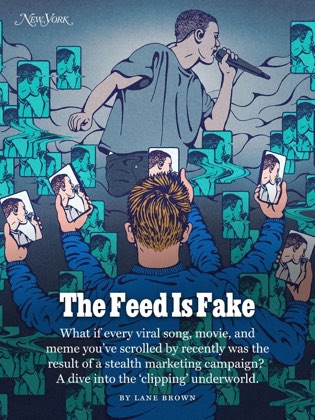 NEW YORK
The Feed Is Fake
What if every viral song, movie, and
meme you’ve scrolled by recently was the
result of a stealth marketing campaign?
A dive into the ‘clipping’ underworld.
BY LANE BROWN